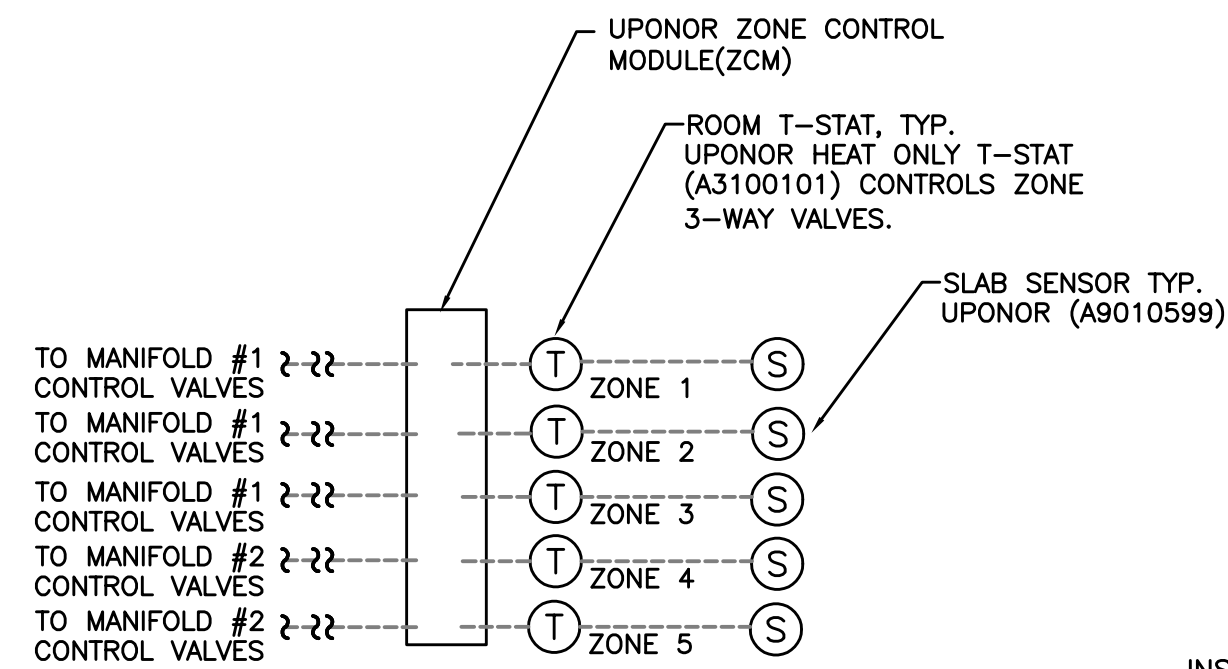 UPONOR ZONE CONTROL
MODULE(ZCM)
ROOM T-STAT, TYP.
UPONOR HEAT ONLY T-STAT
(A3100101) CONTROLS ZONE
3-WAY VALVES.
SLAB SENSOR TYP.
UPONOR (A9010599)
TO MANIFOLD #1
CONTROL VALVES
T
ZONE 1
S
TO MANIFOLD #1
CONTROL VALVES
T
ZONE 2
S
TO MANIFOLD #1
CONTROL VALVES
T
ZONE 3
S
TO MANIFOLD #2
CONTROL VALVES
T
ZONE 4
S
TO MANIFOLD #2
CONTROL VALVES
T
ZONE 5
S